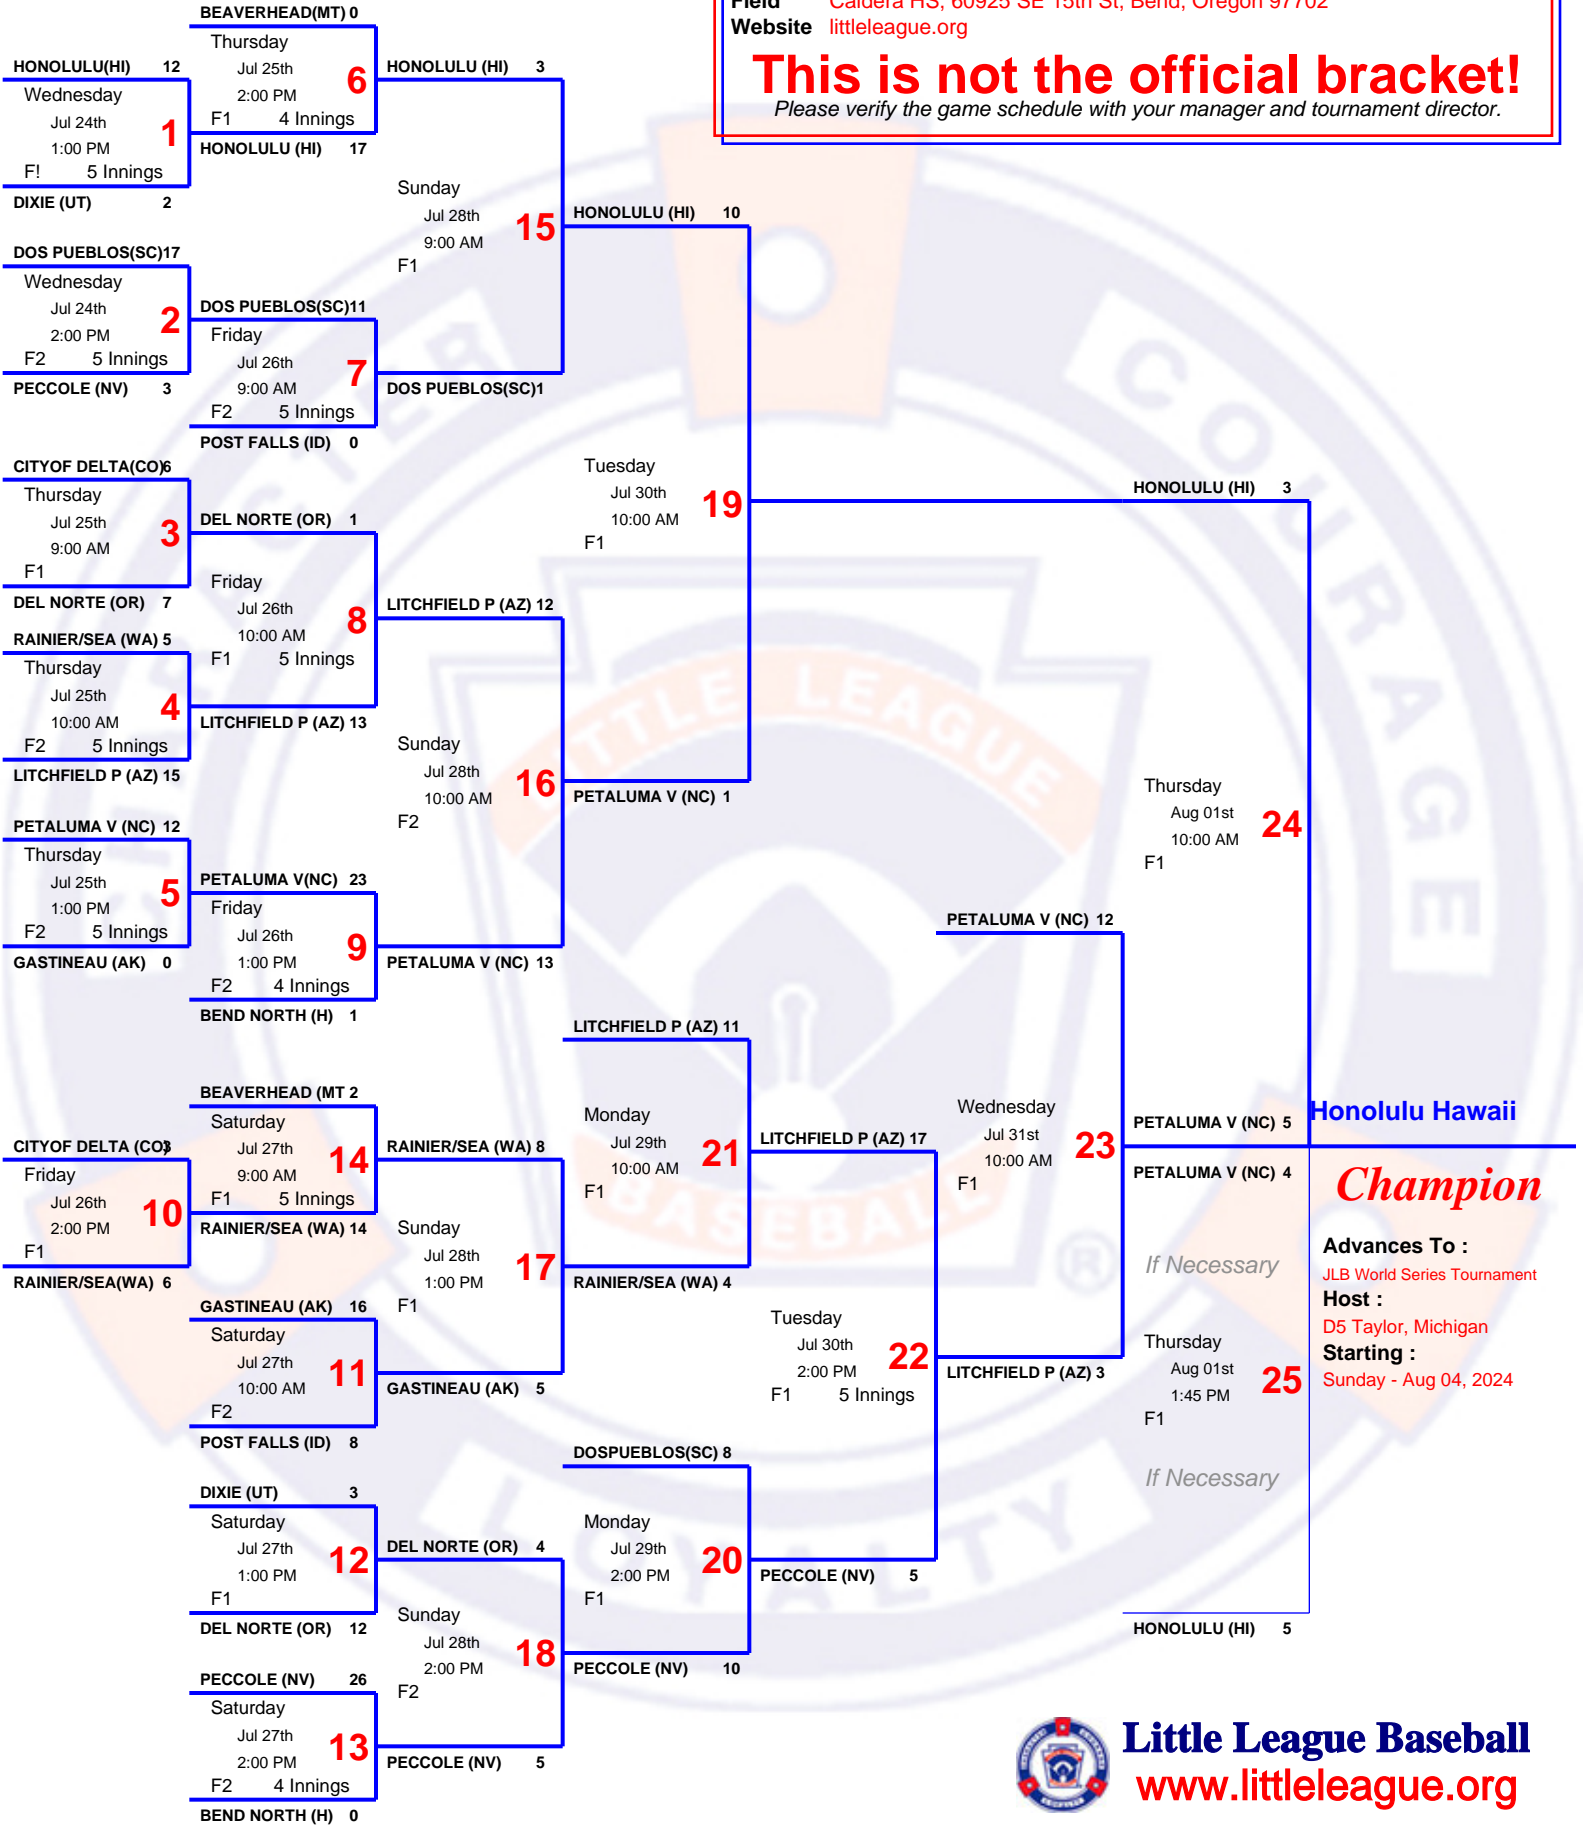 Field Caldera HS, 60925 SE 15th St, Bend, Oregon 97702
Website littleleague.org
This is not the official bracket!
Please verify the game schedule with your manager and tournament director.
HONOLULU(HI) 12
Wednesday
Jul 24th
1:00 PM
1
F! 5 Innings
DIXIE (UT) 2
DOS PUEBLOS(SC)17
Wednesday
Jul 24th
2:00 PM
2
F2 5 Innings
PECCOLE (NV) 3
CITYOF DELTA(CO)6
Thursday
Jul 25th
9:00 AM
3
F1
DEL NORTE (OR) 7
RAINIER/SEA (WA) 5
Thursday
Jul 25th
10:00 AM
4
F2 5 Innings
LITCHFIELD P (AZ) 15
PETALUMA V (NC) 12
Thursday
Jul 25th
1:00 PM
5
F2 5 Innings
GASTINEAU (AK) 0
CITYOF DELTA (CO)3
Friday
Jul 26th
2:00 PM
10
F1
RAINIER/SEA(WA) 6
BEAVERHEAD(MT) 0
Thursday
Jul 25th
2:00 PM
6
F1 4 Innings
HONOLULU (HI) 17
DOS PUEBLOS(SC)11
Friday
Jul 26th
9:00 AM
7
F2 5 Innings
POST FALLS (ID) 0
DEL NORTE (OR) 1
Friday
Jul 26th
10:00 AM
8
F1 5 Innings
LITCHFIELD P (AZ) 13
PETALUMA V(NC) 23
Friday
Jul 26th
1:00 PM
9
F2 4 Innings
BEND NORTH (H) 1
BEAVERHEAD (MT 2
Saturday
Jul 27th
9:00 AM
14
F1 5 Innings
RAINIER/SEA (WA) 14
GASTINEAU (AK) 16
Saturday
Jul 27th
10:00 AM
11
F2
POST FALLS (ID) 8
DIXIE (UT) 3
Saturday
Jul 27th
1:00 PM
12
F1
DEL NORTE (OR) 12
PECCOLE (NV) 26
Saturday
Jul 27th
2:00 PM
13
F2 4 Innings
BEND NORTH (H) 0
HONOLULU (HI) 3
Sunday
Jul 28th
9:00 AM
15
F1
DOS PUEBLOS(SC)1
LITCHFIELD P (AZ) 12
Sunday
Jul 28th
10:00 AM
16
F2
PETALUMA V (NC) 13
RAINIER/SEA (WA) 8
Sunday
Jul 28th
1:00 PM
17
F1
GASTINEAU (AK) 5
DEL NORTE (OR) 4
Sunday
Jul 28th
2:00 PM
18
F2
PECCOLE (NV) 5
HONOLULU (HI) 10
Tuesday
Jul 30th
10:00 AM
19
F1
PETALUMA V (NC) 1
LITCHFIELD P (AZ) 11
Monday
Jul 29th
10:00 AM
21
F1
RAINIER/SEA (WA) 4
DOSPUEBLOS(SC) 8
Monday
Jul 29th
2:00 PM
20
F1
PECCOLE (NV) 10
LITCHFIELD P (AZ) 17
Tuesday
Jul 30th
2:00 PM
22
F1 5 Innings
PECCOLE (NV) 5
PETALUMA V (NC) 12
Wednesday
Jul 31st
10:00 AM
23
F1
LITCHFIELD P (AZ) 3
HONOLULU (HI) 3
Thursday
Aug 01st
10:00 AM
24
F1
PETALUMA V (NC) 5
PETALUMA V (NC) 4
If Necessary
Thursday
Aug 01st
1:45 PM
25
F1
If Necessary
HONOLULU (HI) 5
Honolulu Hawaii
Champion
Advances To :
JLB World Series Tournament
Host :
D5 Taylor, Michigan
Starting :
Sunday - Aug 04, 2024
CHARACTER
COURAGE
LOYALTY
LITTLE LEAGUE
BASEBALL
®
Little League Baseball
www.littleleague.org